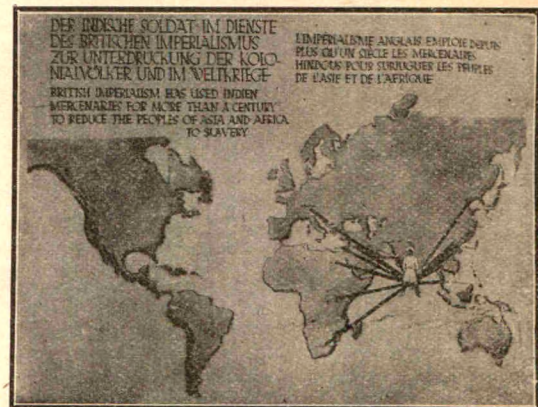 DER INDISCHE SOLDAT IM DIENSTE
DES BRITISCHEN IMPERIALISMUS
ZUR UNTERDRÜCKUNG DER KOLO-
NIALVÖLKER UND IM WELTKRIEGE
BRITISH IMPERIALISM HAS USED INDIEN
MERCENARIES FOR MORE THAN A CENTURY
TO REDUCE THE PEOPLES OF ASIA AND AFRICA
TO SLAVERY
L'IMPÉRIALISME ANGLAIS EMPLOIE DEPUIS
PLUS QU'UN SIÈCLE LES MERCENAIRES
HINDOUS POUR SUBJUGUER LES PEUPLES
DE L'ASIE ET DE L'AFRIQUE